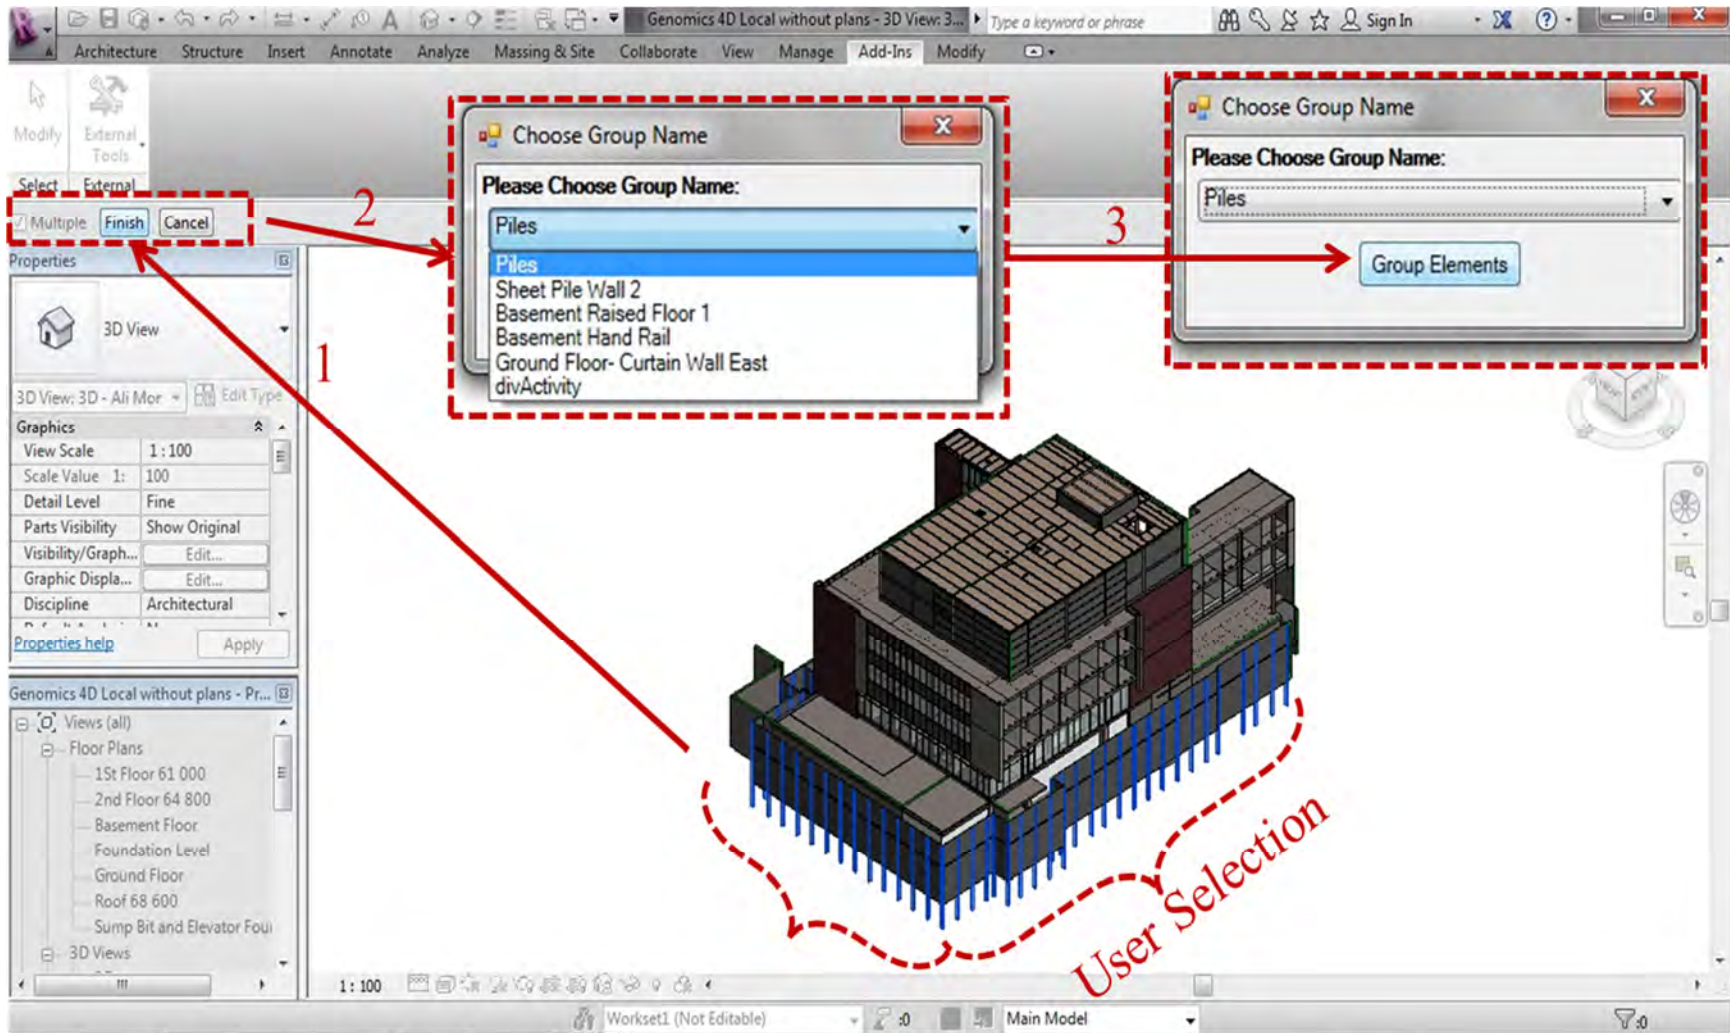 Genomics 4D Local without plans - 3D View: 3...
Type a keyword or phrase
Sign In
Architecture Structure Insert Annotate Analyze Massing & Site Collaborate View Manage Add-Ins Modify
Modify
External
Tools
Select External
Multiple Finish Cancel
2
Choose Group Name
Please Choose Group Name:
Piles
Piles
Sheet Pile Wall 2
Basement Raised Floor 1
Basement Hand Rail
Ground Floor- Curtain Wall East
divActivity
3
Choose Group Name
Please Choose Group Name:
Piles
Group Elements
1
Properties
3D View
3D View: 3D - Ali Mor Edit Type
Graphics
View Scale 1 : 100
Scale Value 1: 100
Detail Level Fine
Parts Visibility Show Original
Visibility/Graph... Edit...
Graphic Displa... Edit...
Discipline Architectural
Properties help Apply
Genomics 4D Local without plans - Pr...
Views (all)
Floor Plans
1St Floor 61 000
2nd Floor 64 800
Basement Floor
Foundation Level
Ground Floor
Roof 68 600
Sump Bit and Elevator Foun
3D Views
User Selection
1 : 100
Workset1 (Not Editable) :0 Main Model :0